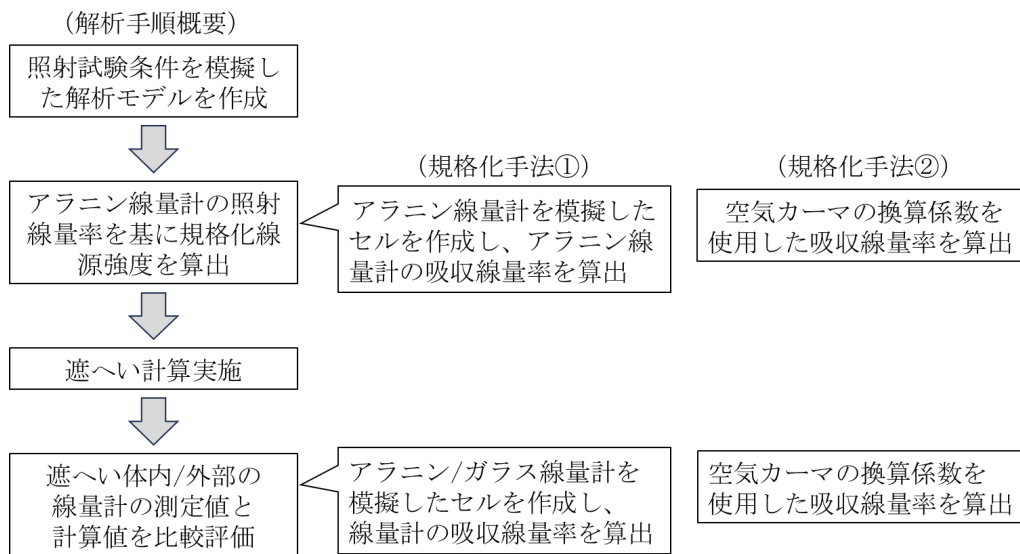 （解析手順概要）
照射試験条件を模擬し
た解析モデルを作成
（規格化手法①）
（規格化手法②）
アラニン線量計の照射
線量率を基に規格化線
源強度を算出
アラニン線量計を模擬した
セルを作成し、アラニン線
量計の吸収線量率を算出
空気カーマの換算係数を
使用した吸収線量率を算出
遮へい計算実施
遮へい体内/外部の
線量計の測定値と
計算値を比較評価
アラニン/ガラス線量計を
模擬したセルを作成し、
線量計の吸収線量率を算出
空気カーマの換算係数を
使用した吸収線量率を算出